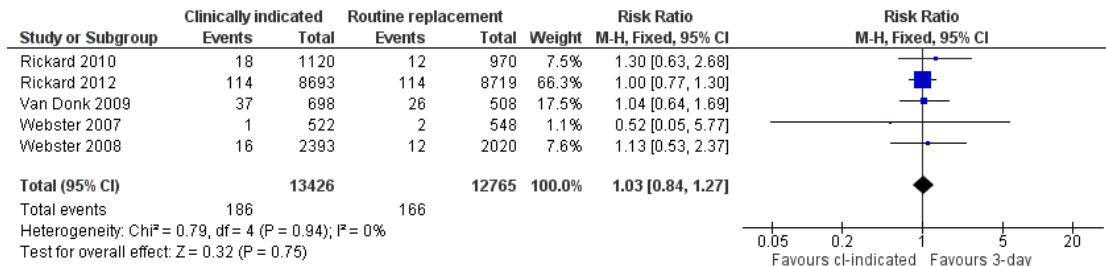 Clinically indicated Routine replacement Risk Ratio Risk Ratio
Study or Subgroup Events Total Events Total Weight M-H, Fixed, 95% CI M-H, Fixed, 95% CI
Rickard 2010 18 1120 12 970 7.5% 1.30 [0.63, 2.68]
Rickard 2012 114 8693 114 8719 66.3% 1.00 [0.77, 1.30]
Van Donk 2009 37 698 26 508 17.5% 1.04 [0.64, 1.69]
Webster 2007 1 522 2 548 1.1% 0.52 [0.05, 5.77]
Webster 2008 16 2393 12 2020 7.6% 1.13 [0.53, 2.37]
Total (95% CI) 13426 12765 100.0% 1.03 [0.84, 1.27]
Total events 186 166
Heterogeneity: Chi² = 0.79, df = 4 (P = 0.94); I² = 0%
Test for overall effect: Z = 0.32 (P = 0.75)
0.05 0.2 1 5 20
Favours cl-indicated Favours 3-day